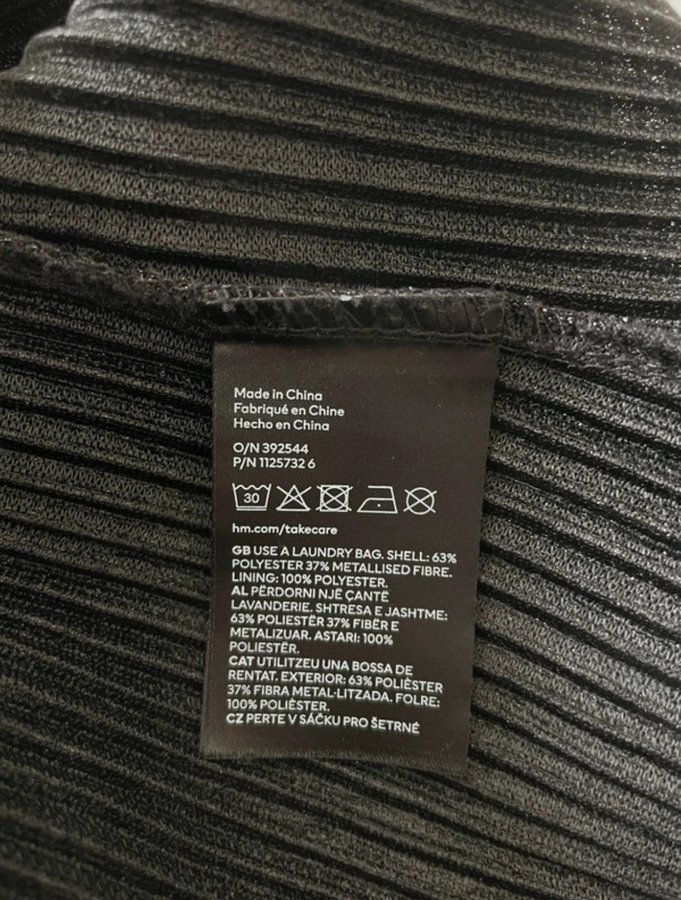 Made in China
Fabriqué en Chine
Hecho en China
O/N 392544
P/N 1125732 6
30
hm.com/takecare
GB USE A LAUNDRY BAG. SHELL: 63%
POLYESTER 37% METALLISED FIBRE.
LINING: 100% POLYESTER.
AL PËRDORNI NJË ÇANTË
LAVANDERIE. SHTRESA E JASHTME:
63% POLIESTËR 37% FIBËR E
METALIZUAR. ASTARI: 100%
POLIESTËR.
CAT UTILITZEU UNA BOSSA DE
RENTAT. EXTERIOR: 63% POLIÈSTER
37% FIBRA METAL·LITZADA. FOLRE:
100% POLIÈSTER.
CZ PERTE V SÁČKU PRO ŠETRNÉ